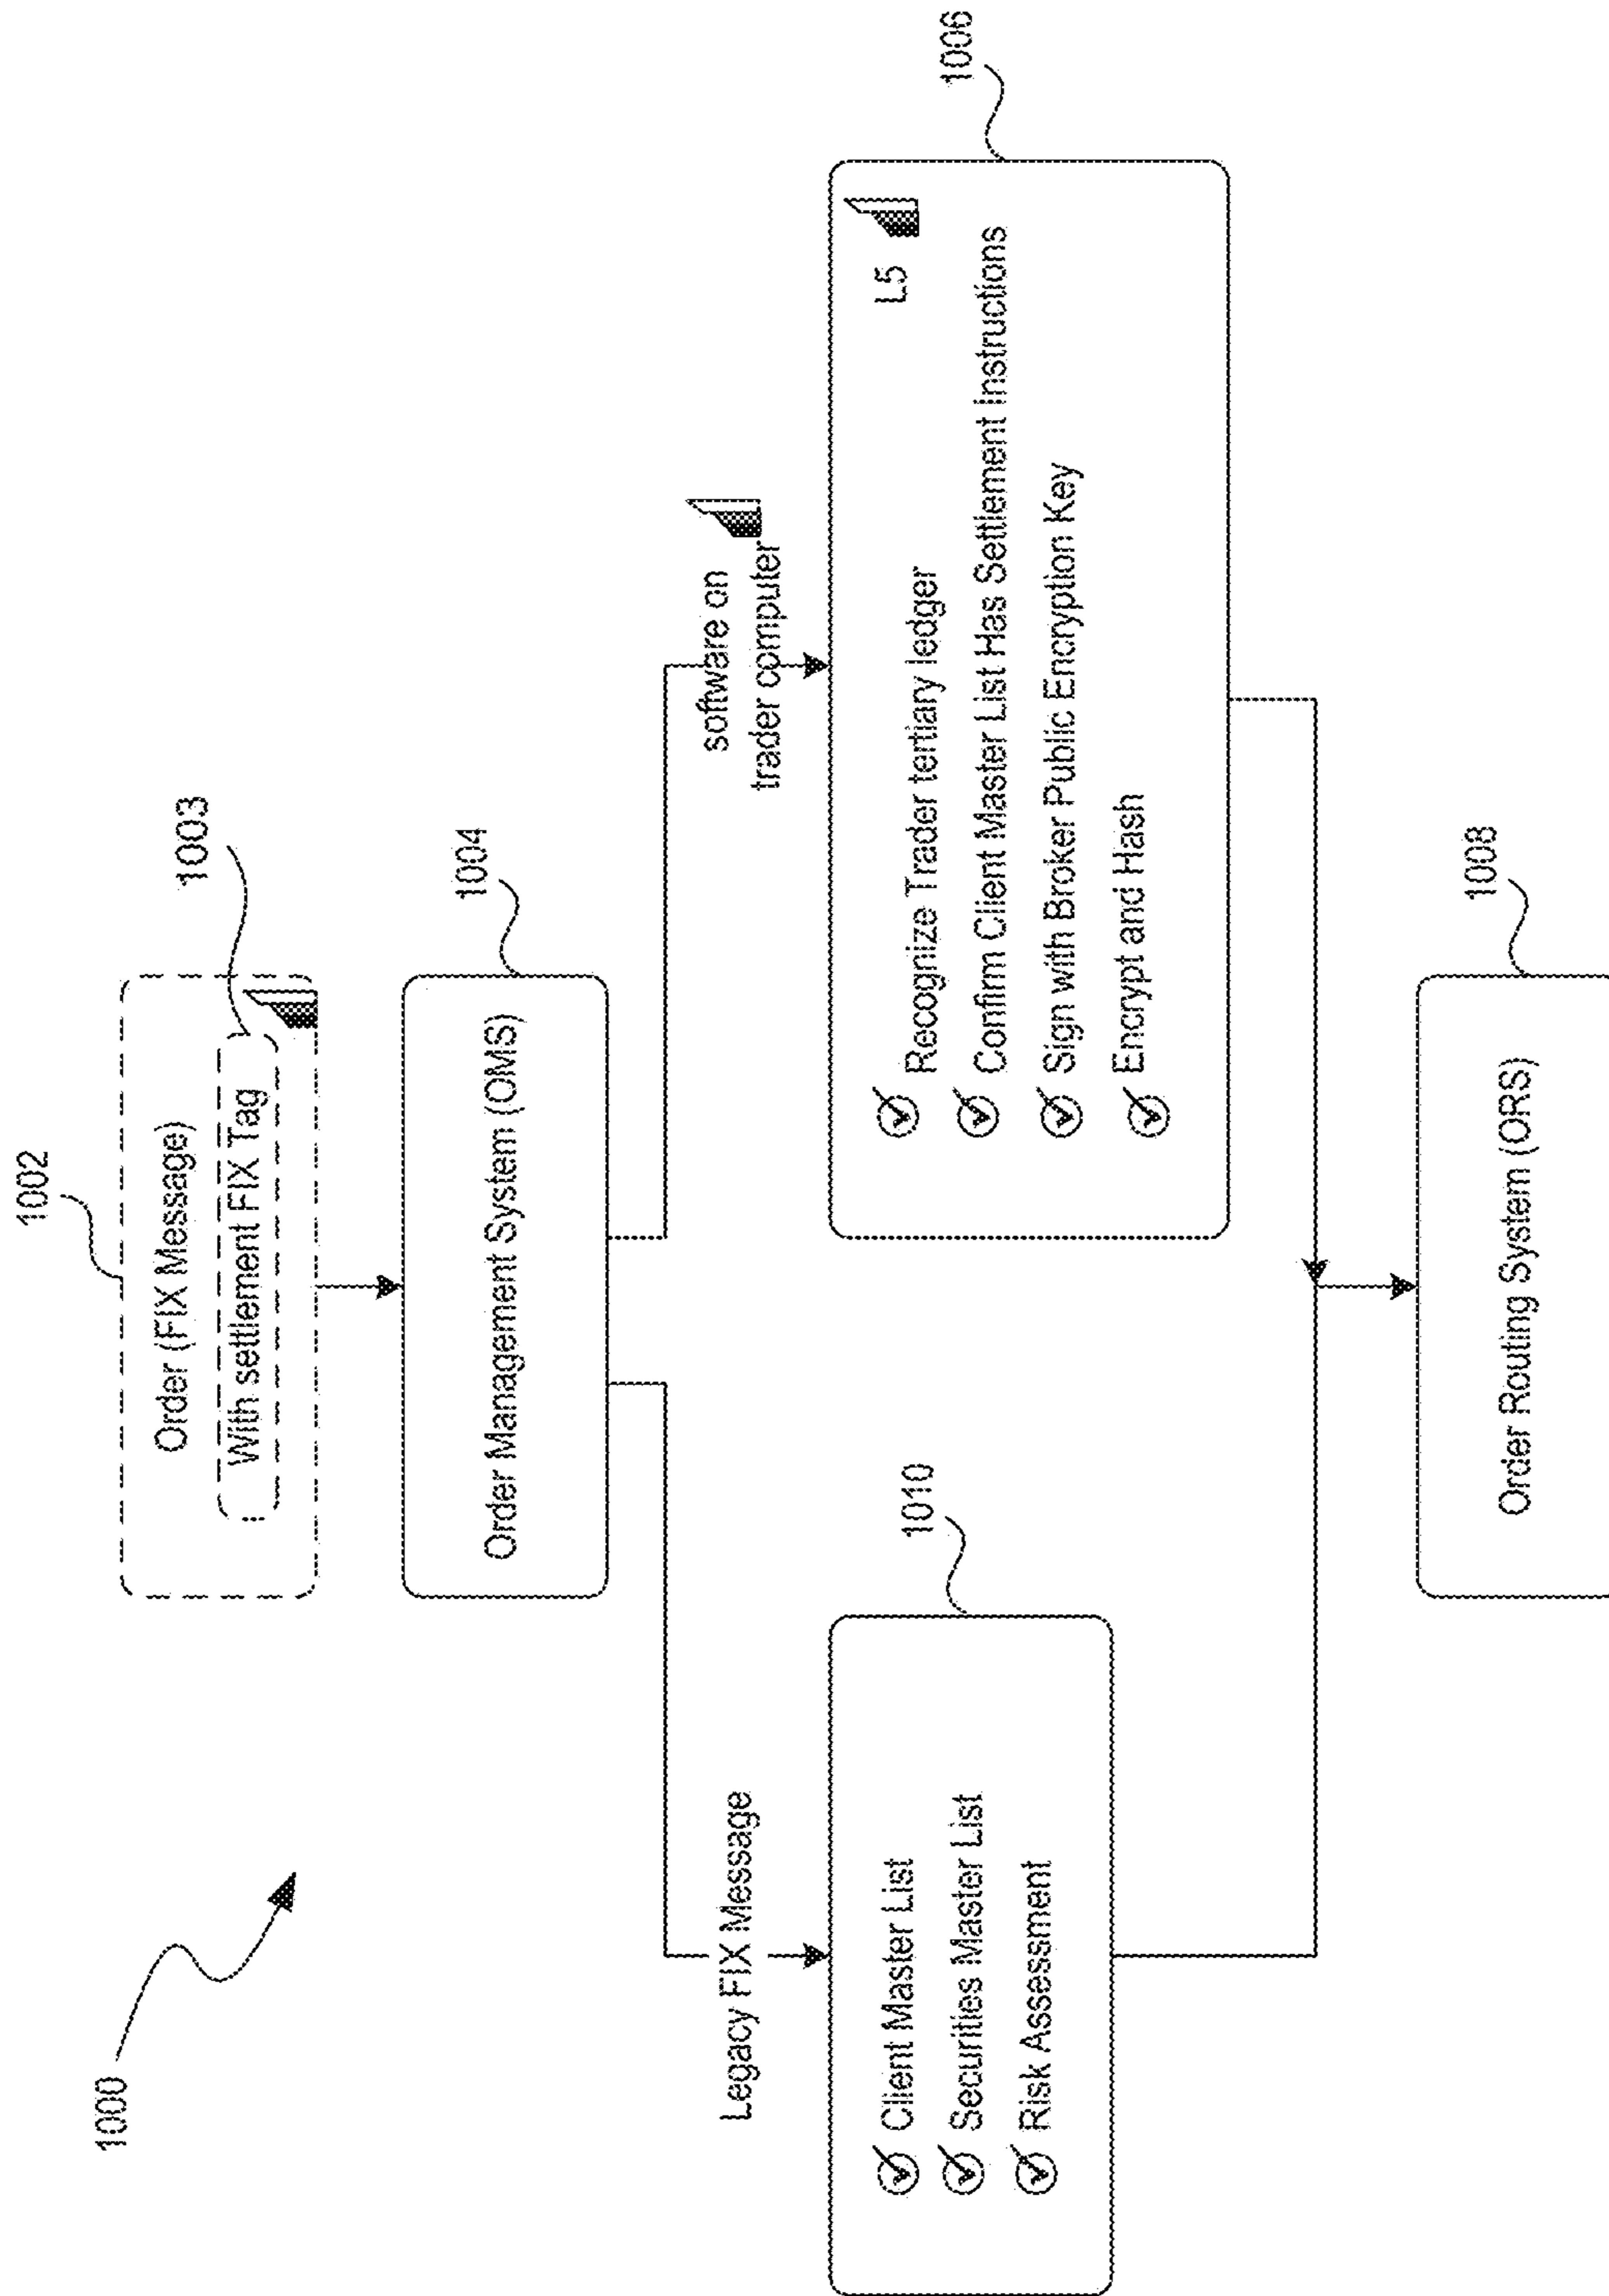 1000
1002
Order (FIX Message)
With settlement FIX Tag
1003
Order Management System (OMS)
1004
Legacy FIX Message
software on
trader computer
1010
Client Master List
Securities Master List
Risk Assessment
1006
L5
Recognize Trader tertiary ledger
Confirm Client Master List Has Settlement Instructions
Sign with Broker Public Encryption Key
Encrypt and Hash
1008
Order Routing System (ORS)